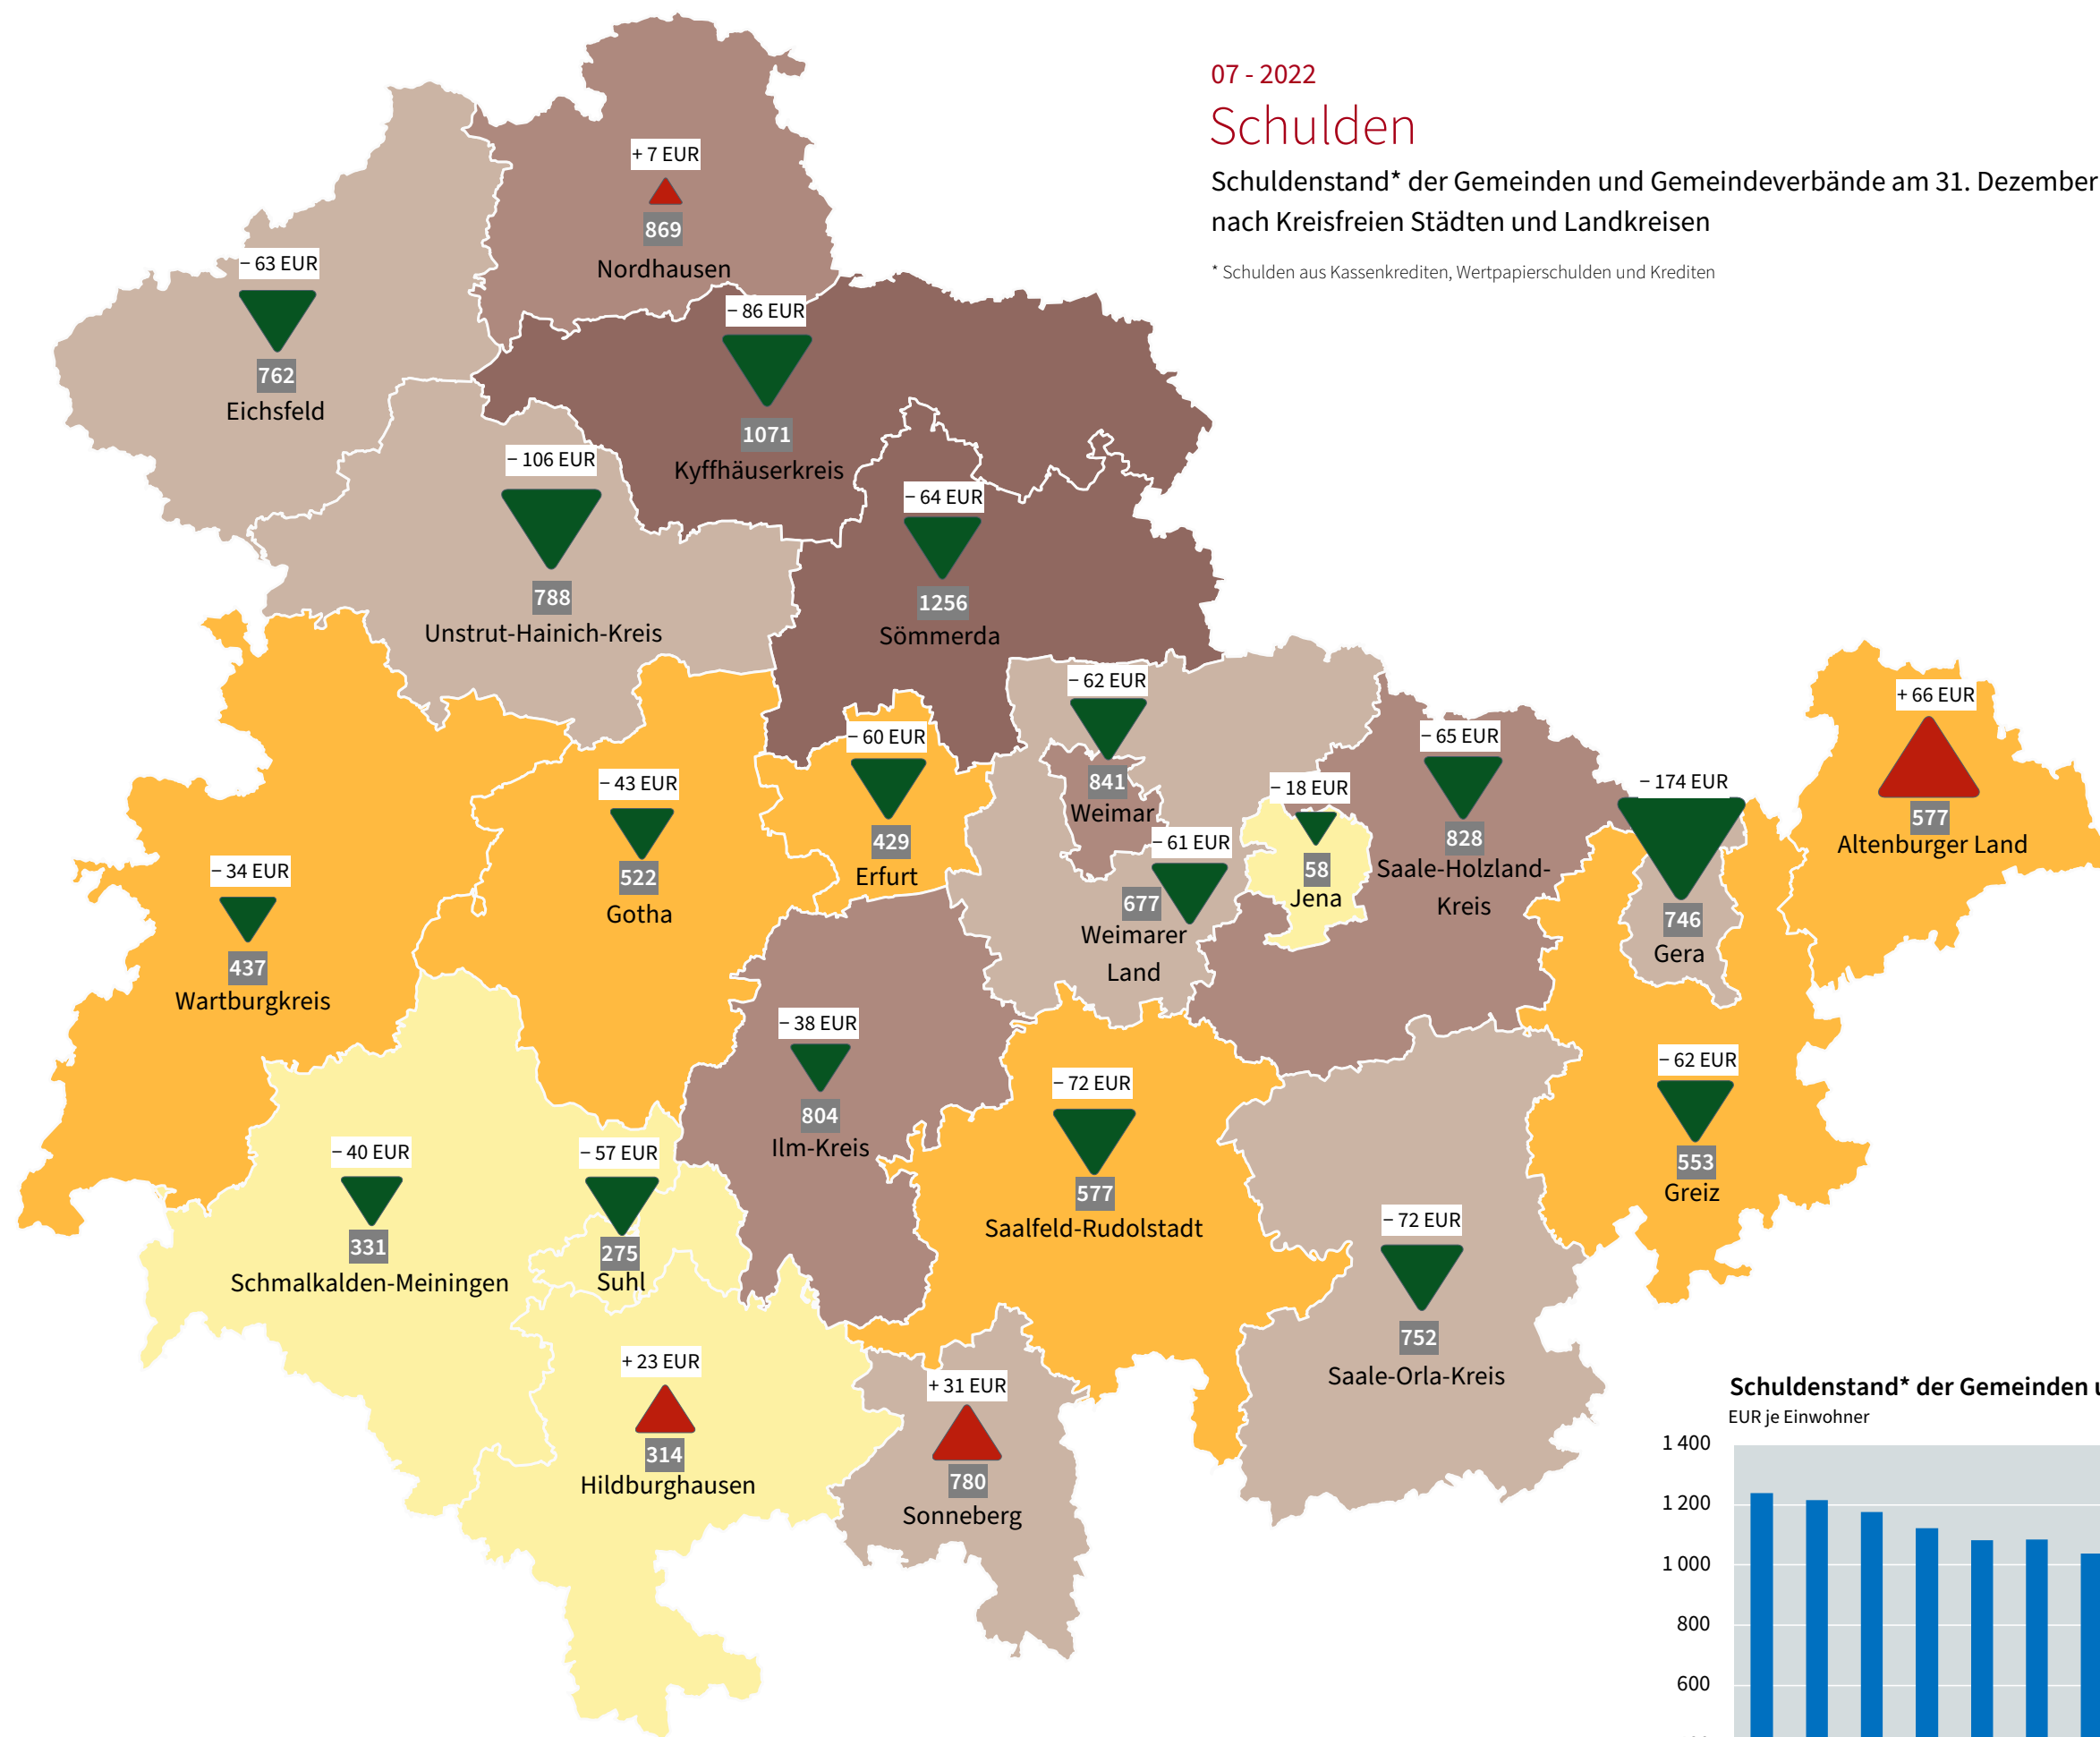 07 - 2022
Schulden
Schuldenstand* der Gemeinden und Gemeindeverbände am 31. Dezember
nach Kreisfreien Städten und Landkreisen
* Schulden aus Kassenkrediten, Wertpapierschulden und Krediten
+ 7 EUR
869
Nordhausen
− 63 EUR
762
Eichsfeld
− 86 EUR
1071
Kyffhäuserkreis
− 106 EUR
788
Unstrut-Hainich-Kreis
− 64 EUR
1256
Sömmerda
− 62 EUR
841
Weimar
− 60 EUR
429
Erfurt
− 43 EUR
522
Gotha
− 34 EUR
437
Wartburgkreis
− 61 EUR
677
Weimarer
Land
− 18 EUR
58
Jena
− 65 EUR
828
Saale-Holzland-
Kreis
− 174 EUR
746
Gera
+ 66 EUR
577
Altenburger Land
− 38 EUR
804
Ilm-Kreis
− 72 EUR
577
Saalfeld-Rudolstadt
− 62 EUR
553
Greiz
− 40 EUR
331
Schmalkalden-Meiningen
− 57 EUR
275
Suhl
− 72 EUR
752
Saale-Orla-Kreis
+ 23 EUR
314
Hildburghausen
+ 31 EUR
780
Sonneberg
Schuldenstand* der Gemeinden
EUR je Einwohner
1 400
1 200
1 000
800
600